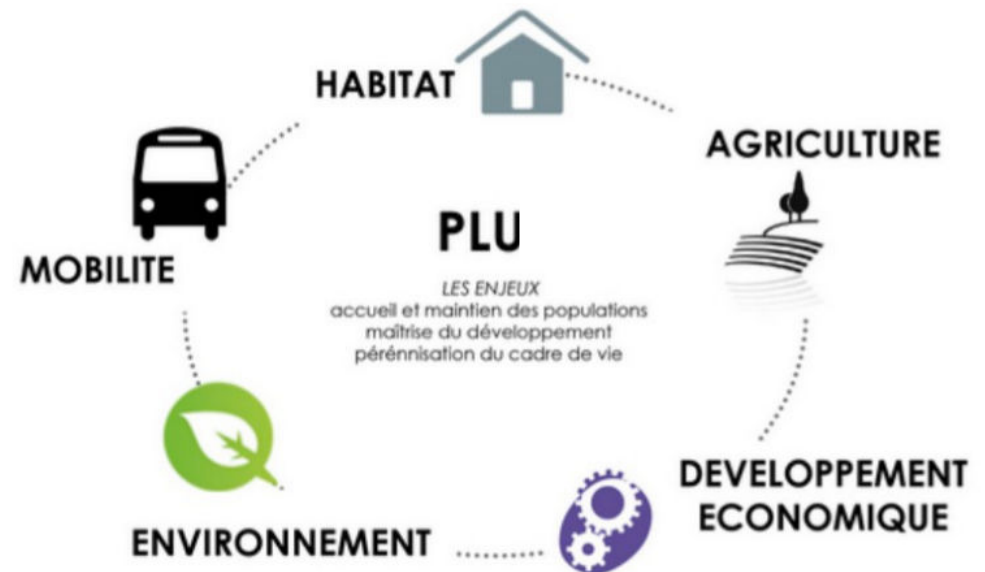 HABITAT
AGRICULTURE
PLU
MOBILITE
LES ENJEUX
accueil et maintien des populations
maîtrise du développement
pérénnisation du cadre de vie
DEVELOPPEMENT
ECONOMIQUE
ENVIRONNEMENT